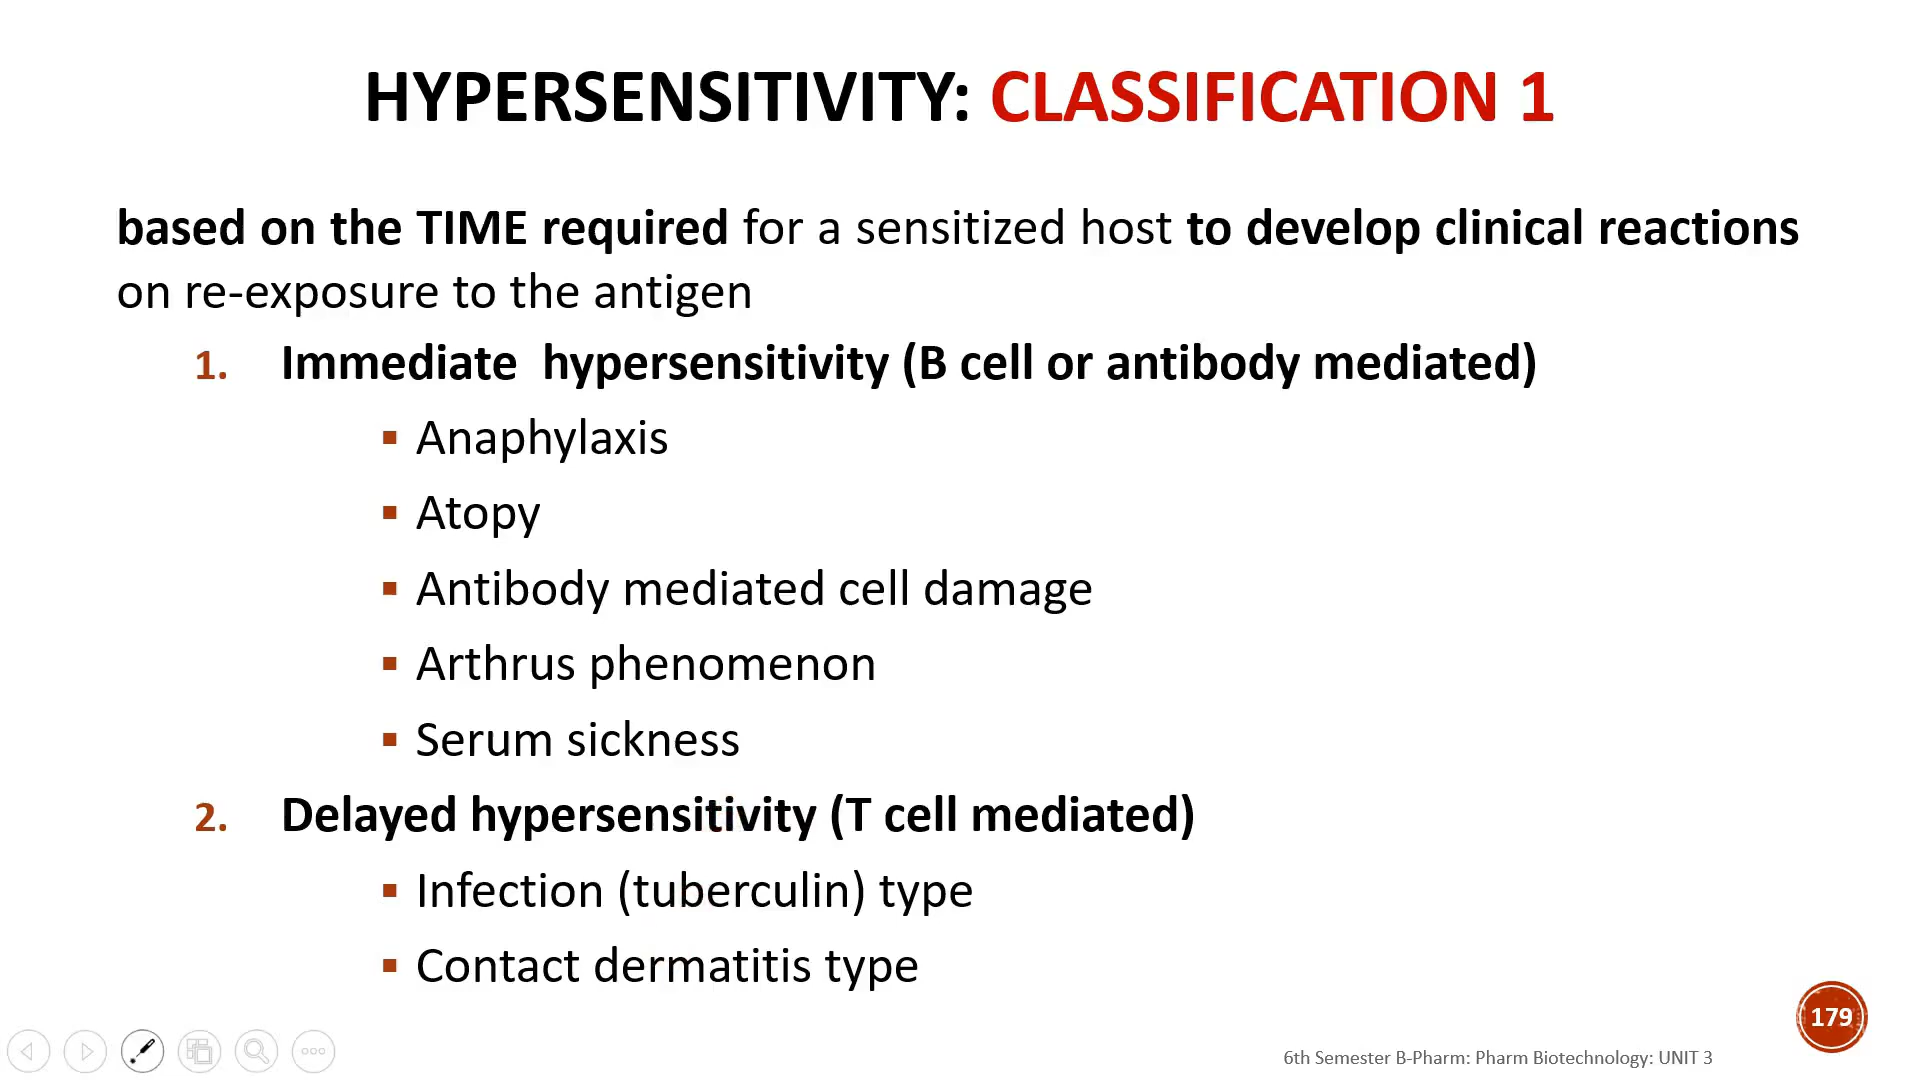 HYPERSENSITIVITY: CLASSIFICATION 1
based on the TIME required for a sensitized host to develop clinical reactions
on re-exposure to the antigen
1. Immediate hypersensitivity (B cell or antibody mediated)
▪ Anaphylaxis
▪ Atopy
▪ Antibody mediated cell damage
▪ Arthrus phenomenon
▪ Serum sickness
2. Delayed hypersensitivity (T cell mediated)
▪ Infection (tuberculin) type
▪ Contact dermatitis type
179
6th Semester B-Pharm: Pharm Biotechnology: UNIT 3